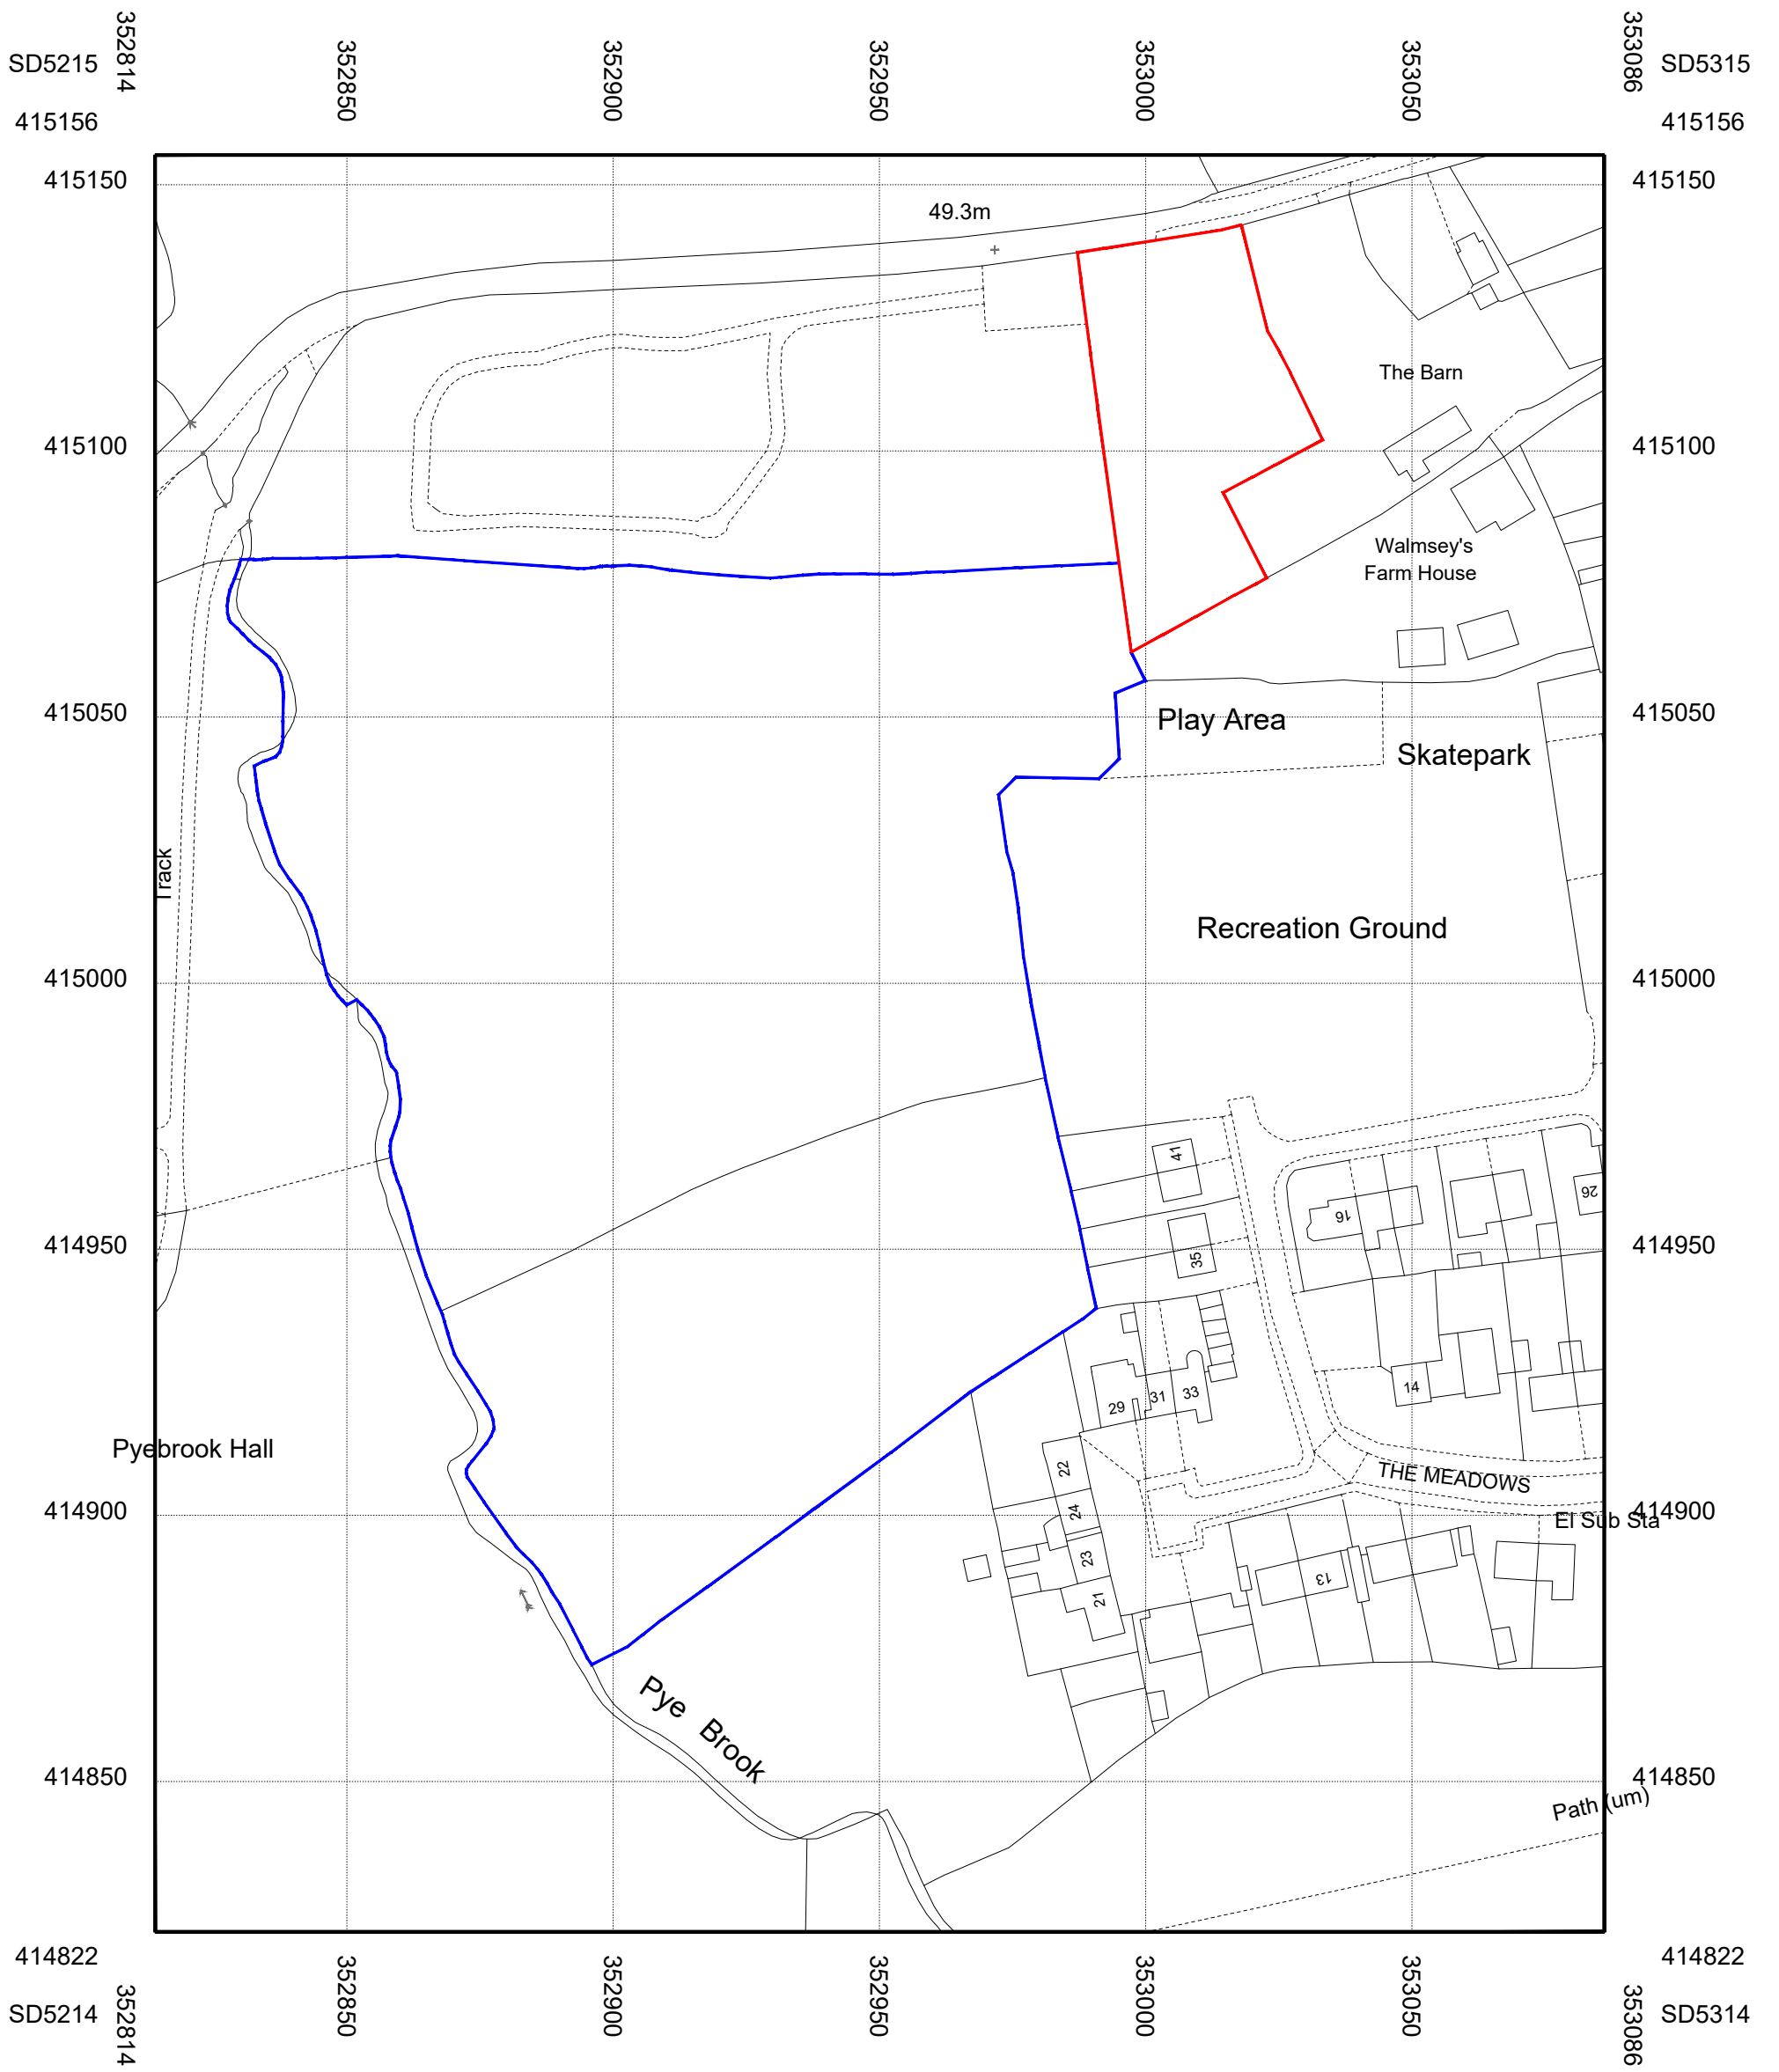 SD5215
352814
352850
352900
352950
353000
353050
353086
SD5315
415156
415156
415150
415150
49.3m
The Barn
415100
415100
Walmsey's
Farm House
415050
Play Area
415050
Skatepark
Track
Recreation Ground
415000
415000
41
26
16
414950
35
414950
14
33
31
29
Pyebrook Hall
22
THE MEADOWS
414900
24
414900
El Sub Sta
23
13
21
Pye Brook
414850
414850
Path (um)
414822
414822
SD5214
352814
352850
352900
352950
353000
353050
353086
SD5314